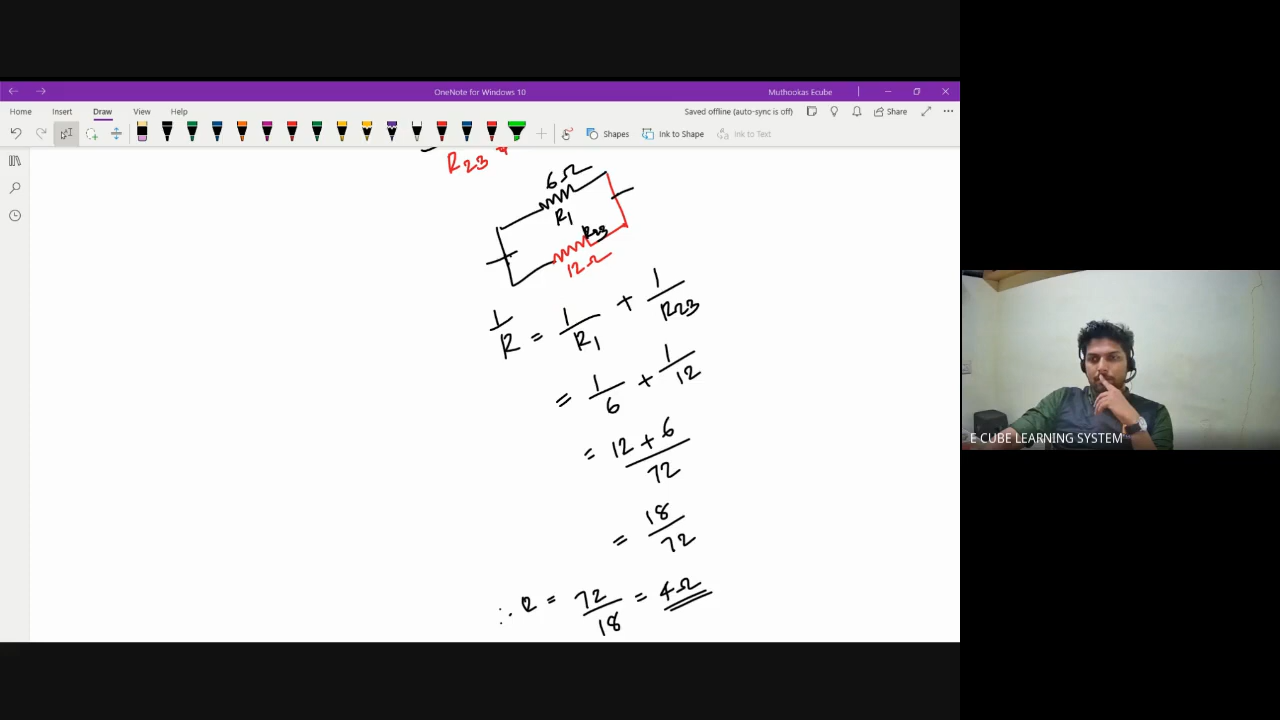 OneNote for Windows 10
Muthookas Ecube
Home Insert Draw View Help
Saved offline (auto-sync is off)
Share
Shapes
Ink to Shape
Ink to Text
R23
6Ω
R1
R23
12Ω
1/R = 1/R1 + 1/R23
= 1/6 + 1/12
= 12 + 6/72
= 18/72
∴ R = 72/18 = 4Ω
E CUBE LEARNING SYSTEM